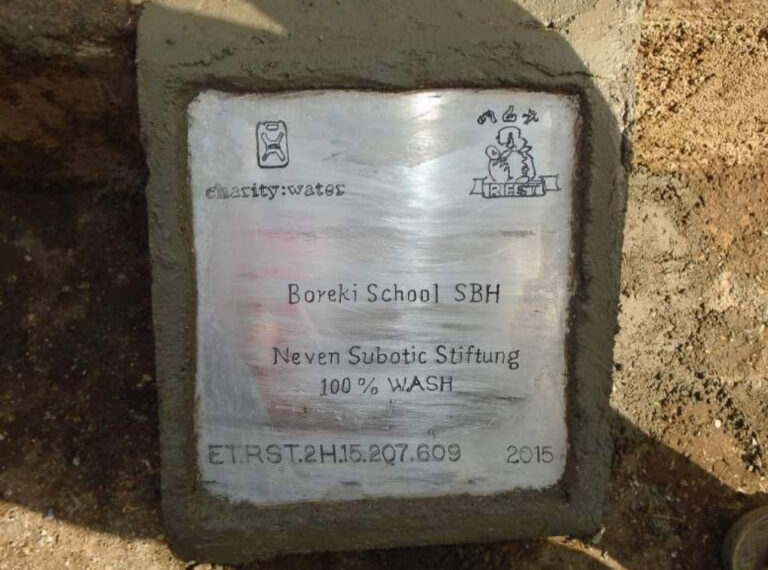 charity:water
REST
Boreki School SBH
Neven Subotic Stiftung
100% WASH
ET.RST.2H.15.207.609 2015